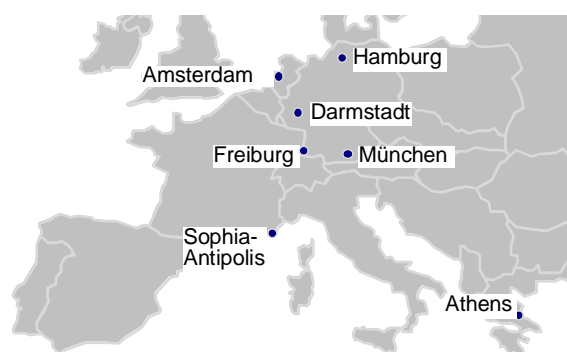 Hamburg
Amsterdam
Darmstadt
Freiburg
München
Sophia-
Antipolis
Athens